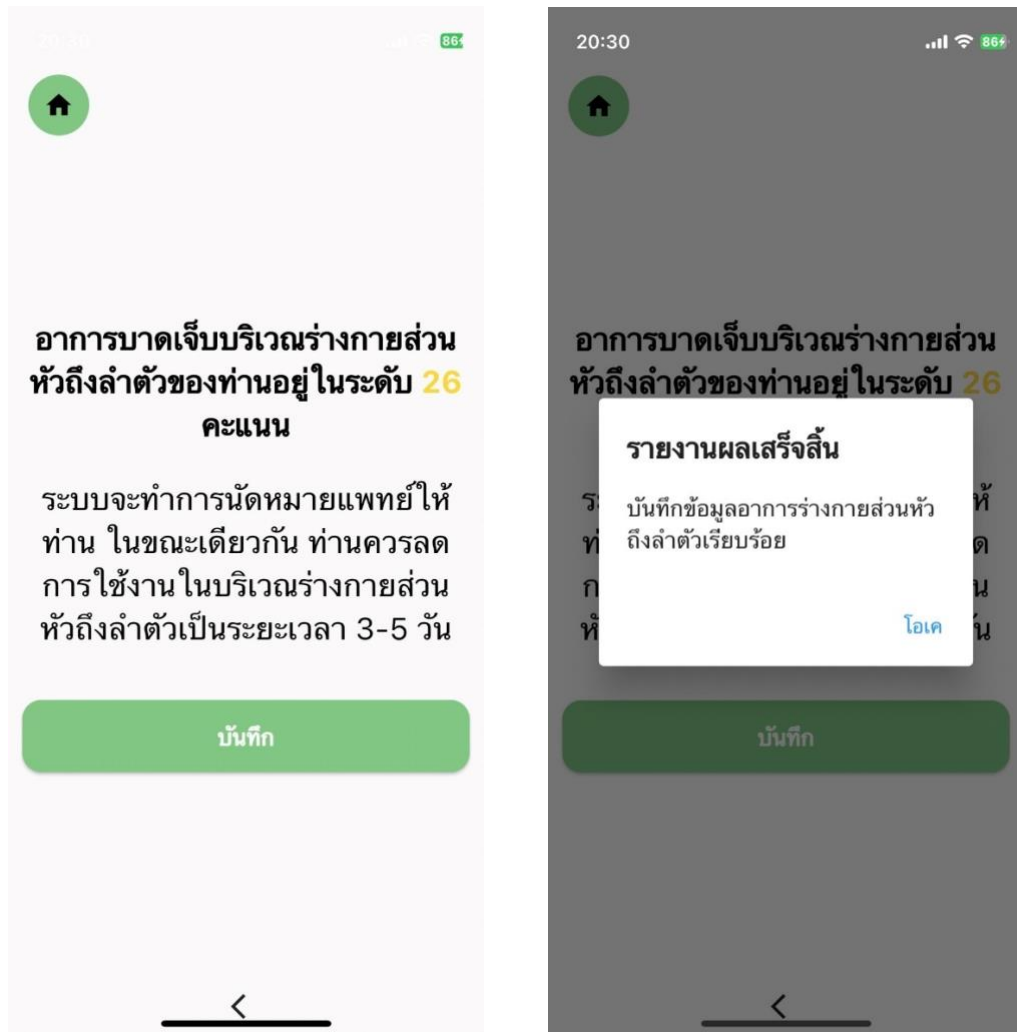 86
อาการบาดเจ็บบริเวณร่างกายส่วน
หัวถึงลำตัวของท่านอยู่ในระดับ 26
คะแนน
ระบบจะทำการนัดหมายแพทย์ให้
ท่าน ในขณะเดียวกัน ท่านควรลด
การใช้งานในบริเวณร่างกายส่วน
หัวถึงลำตัวเป็นระยะเวลา 3-5 วัน
บันทึก
20:30
86
อาการบาดเจ็บบริเวณร่างกายส่วน
หัวถึงลำตัวของท่านอยู่ในระดับ 26
รายงานผลเสร็จสิ้น
บันทึกข้อมูลอาการร่างกายส่วนหัว
ถึงลำตัวเรียบร้อย
โอเค
บันทึก